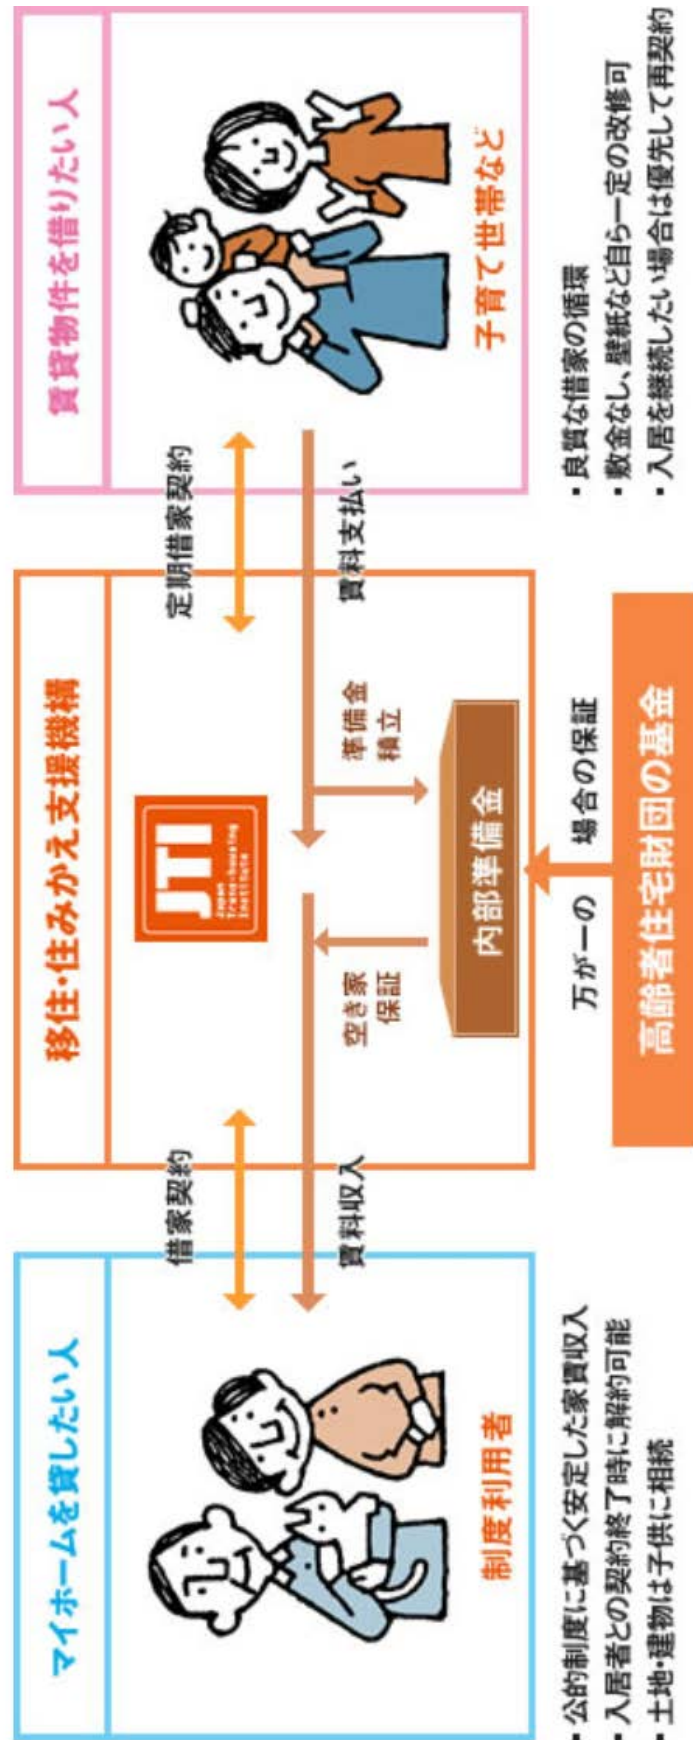 マイホームを貸したい人
制度利用者
・公的制度に基づく安定した家賃収入
・入居者との契約終了時に解約可能
・土地・建物は子供に相続
借家契約
賃料収入
移住・住みかえ支援機構
JTI
Japan
Trans-housing
Institute
空き家
保証
準備金
積立
内部準備金
万が一の 場合の保証
高齢者住宅財団の基金
定期借家契約
賃料支払い
賃貸物件を借りたい人
子育て世帯など
・良質な借家の循環
・敷金なし、壁紙など自ら一定の改修可
・入居を継続したい場合は優先して再契約